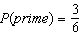 P(prime) = 3/6